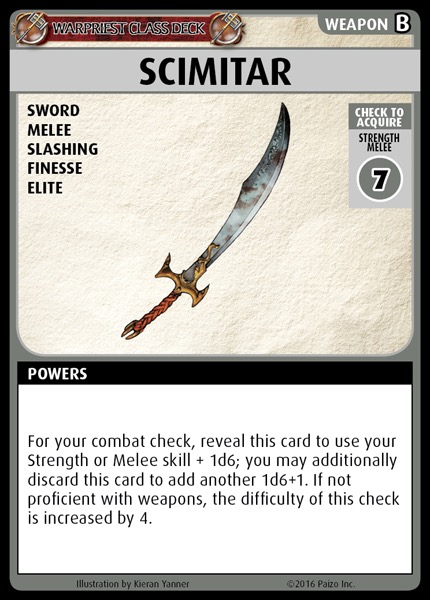 WARPRIEST CLASS DECK
WEAPON B
SCIMITAR
SWORD
MELEE
SLASHING
FINESSE
ELITE
CHECK TO
ACQUIRE
STRENGTH
MELEE
7
POWERS
For your combat check, reveal this card to use your
Strength or Melee skill + 1d6; you may additionally
discard this card to add another 1d6+1. If not
proficient with weapons, the difficulty of this check
is increased by 4.
Illustration by Kieran Yanner
©2016 Paizo Inc.